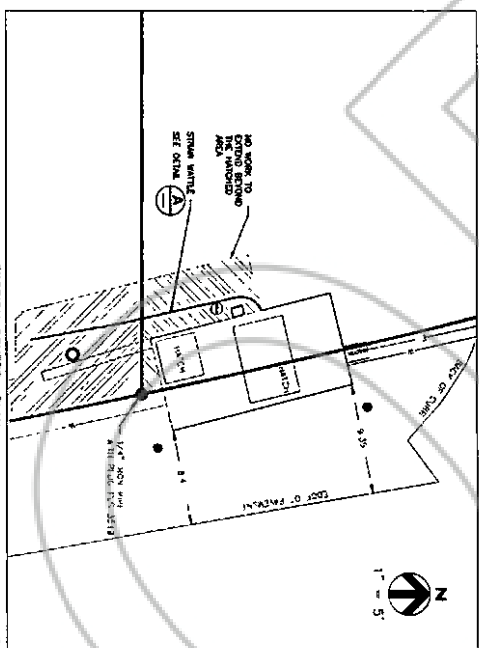 NO WORK TO
EXTEND BEYOND
THE HATCHED
AREA
STRAW WATTLE
SEE DETAIL
A
HATCH
HATCH
BACK OF CURB
9.35
8.4
EDGE OF PAVEMENT
N
1" = 5'